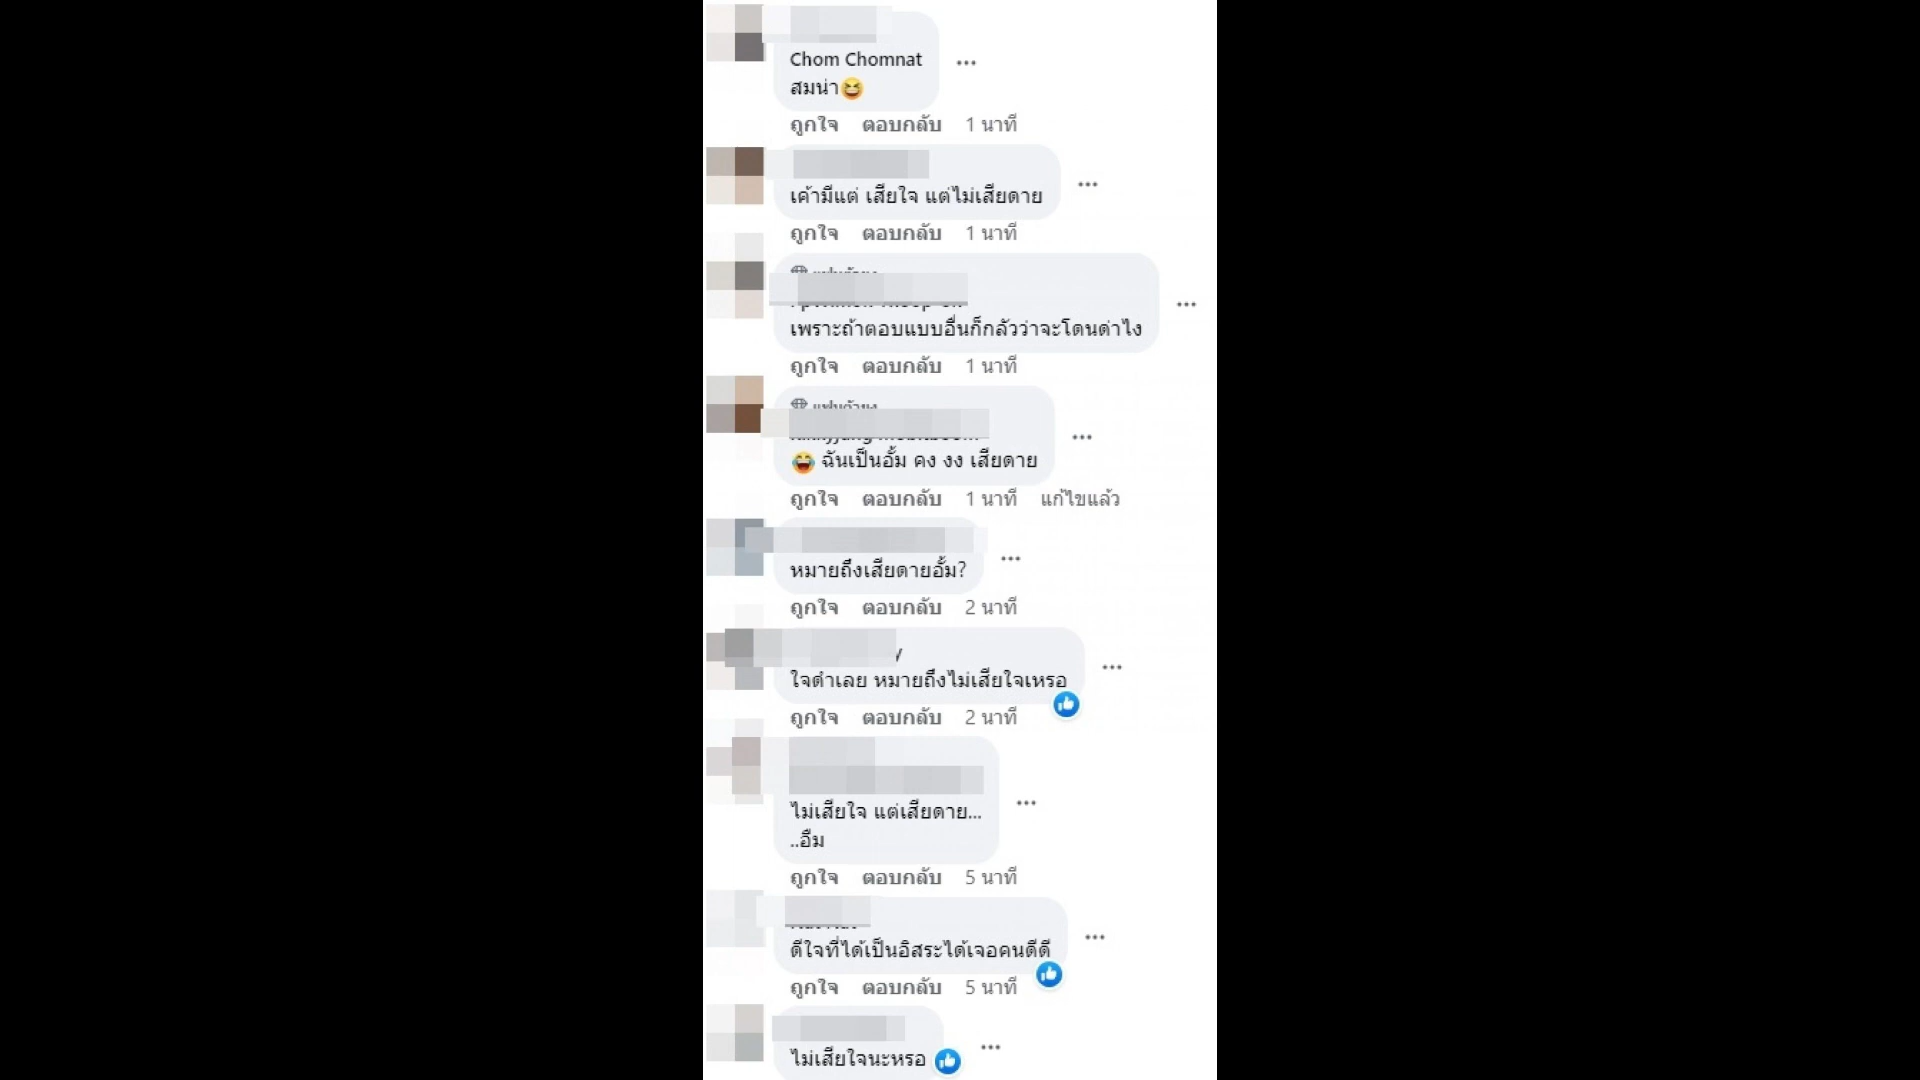 Chom Chomnat
สมน่า😆
ถูกใจ ตอบกลับ 1 นาที
เค้ามีแต่ เสียใจ แต่ไม่เสียดาย
ถูกใจ ตอบกลับ 1 นาที
เพราะถ้าตอบแบบอื่นก็กลัวว่าจะโดนด่าไง
ถูกใจ ตอบกลับ 1 นาที
😂 ฉันเป็นอั้ม คง งง เสียดาย
ถูกใจ ตอบกลับ 1 นาที แก้ไขแล้ว
หมายถึงเสียดายอั้ม?
ถูกใจ ตอบกลับ 2 นาที
ใจดำเลย หมายถึงไม่เสียใจเหรอ
ถูกใจ ตอบกลับ 2 นาที
ไม่เสียใจ แต่เสียดาย...
..อืม
ถูกใจ ตอบกลับ 5 นาที
ดีใจที่ได้เป็นอิสระได้เจอคนดีดี
ถูกใจ ตอบกลับ 5 นาที
ไม่เสียใจนะหรอ